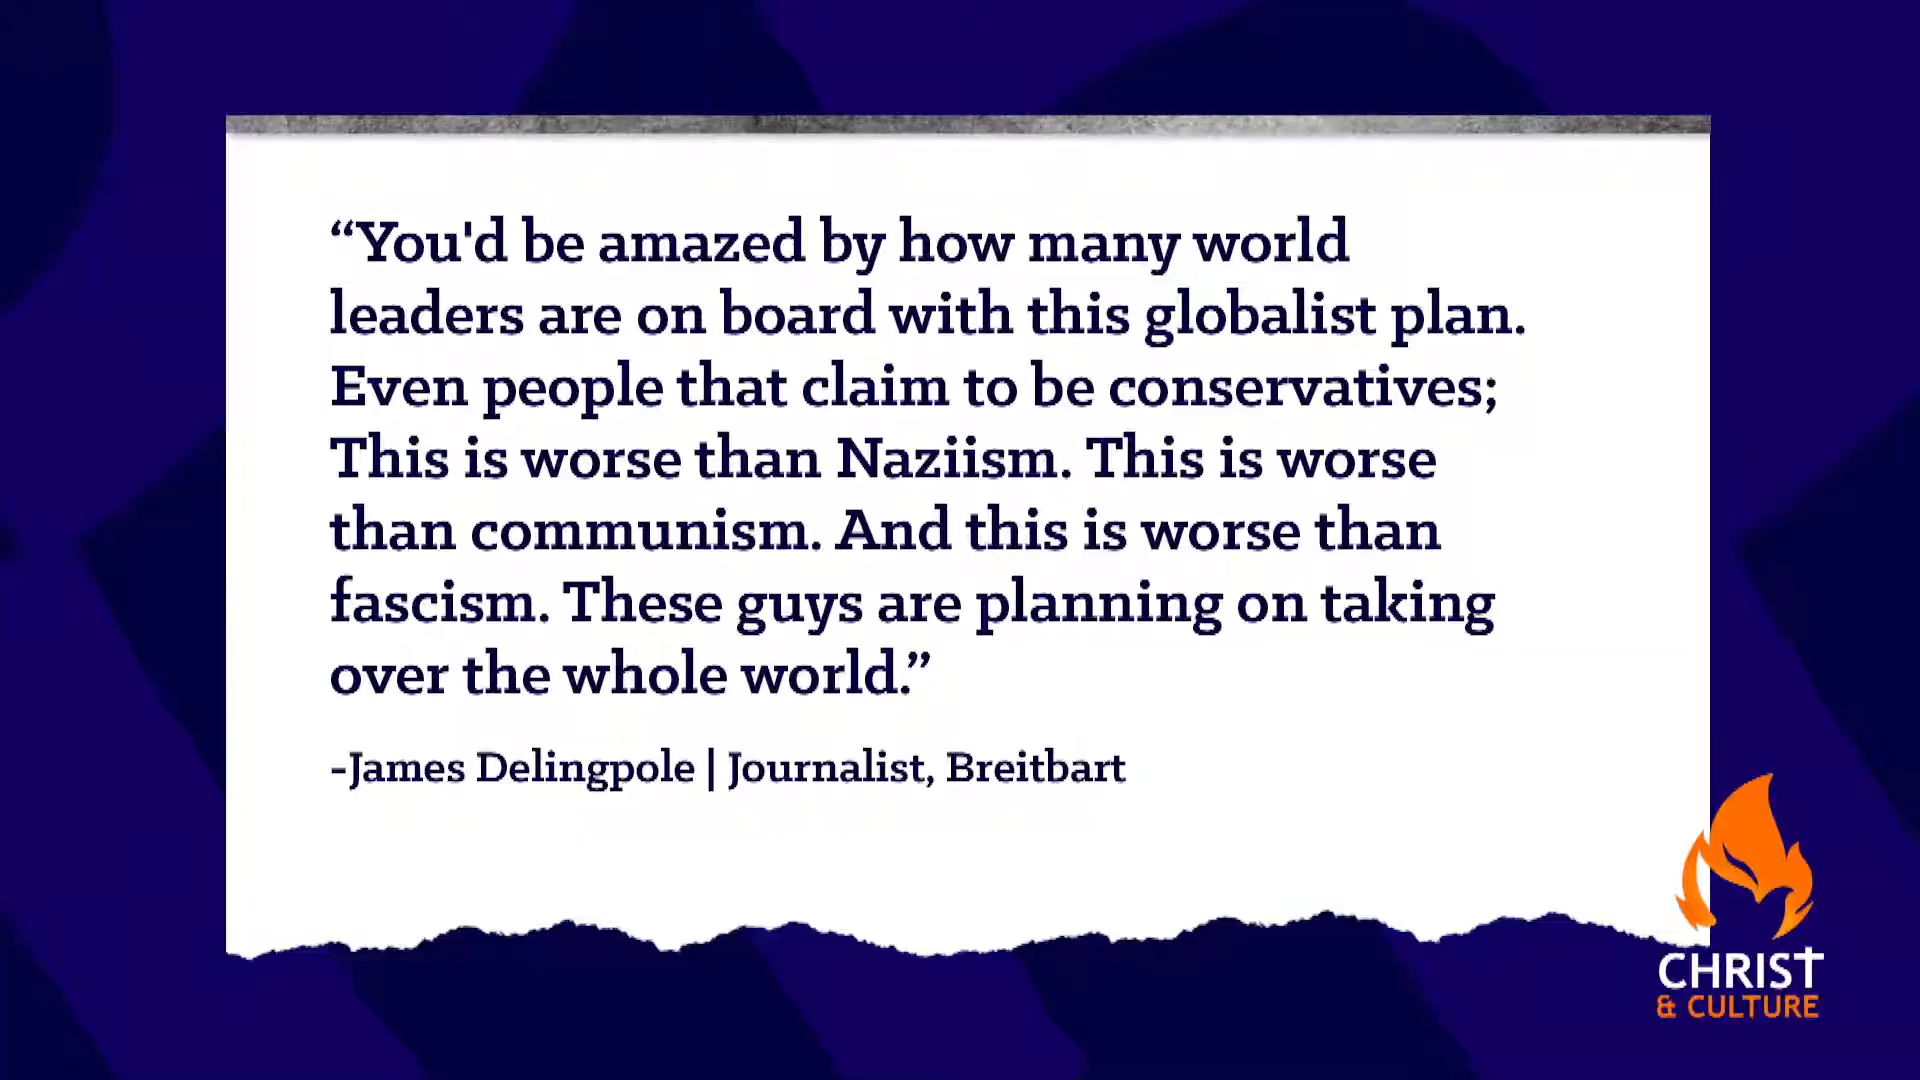 “You'd be amazed by how many world
leaders are on board with this globalist plan.
Even people that claim to be conservatives;
This is worse than Naziism. This is worse
than communism. And this is worse than
fascism. These guys are planning on taking
over the whole world.”
-James Delingpole | Journalist, Breitbart
CHRIST
& CULTURE